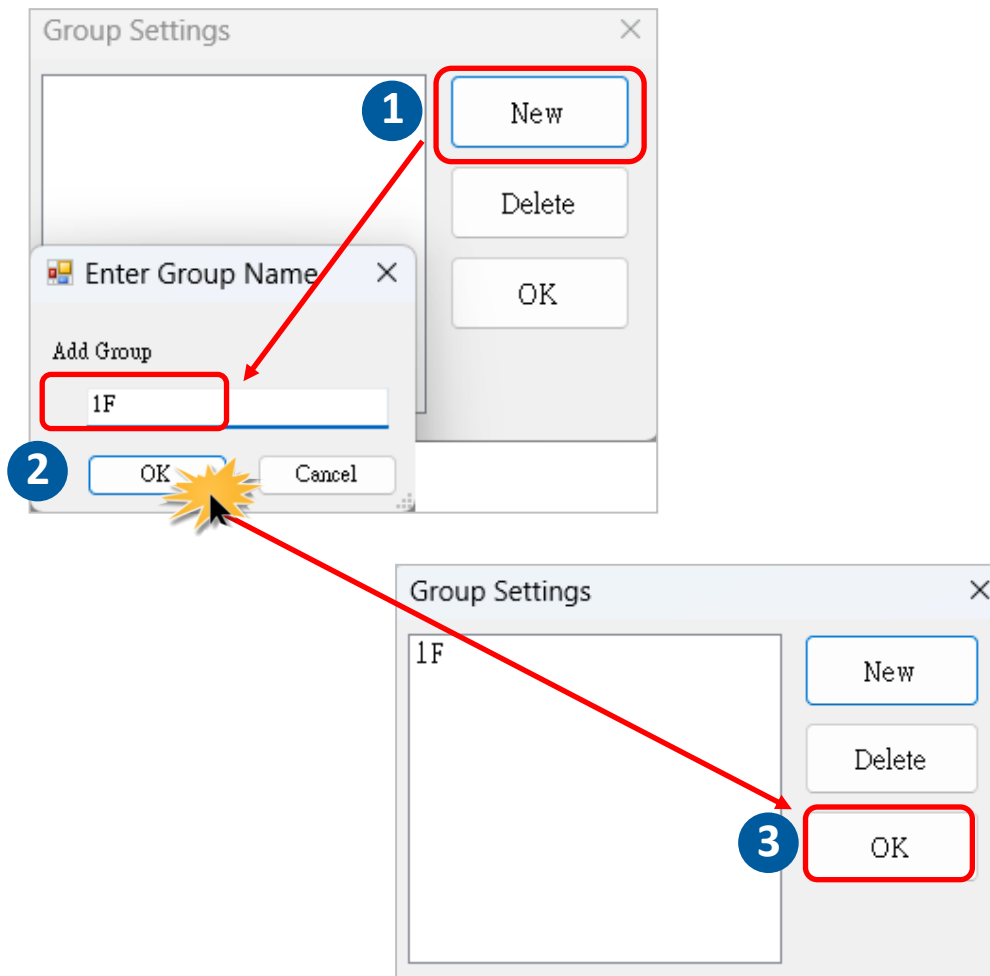 Group Settings
1
New
Delete
OK
Enter Group Name
Add Group
1F
2
OK
Cancel
Group Settings
1F
New
Delete
3
OK